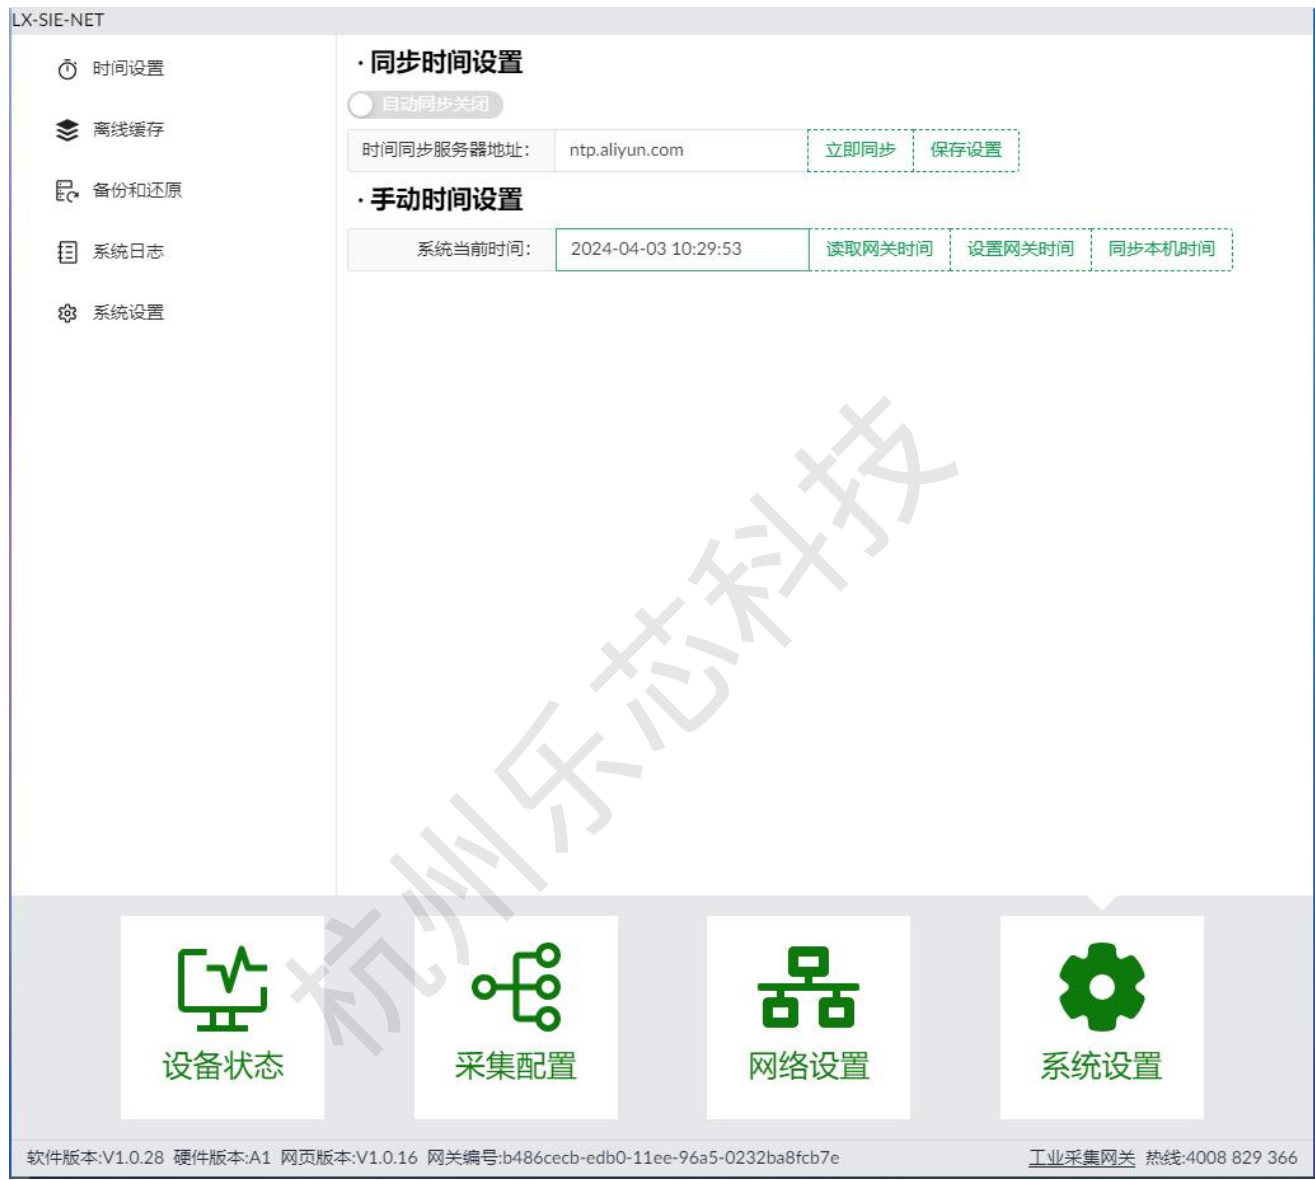 LX-SIE-NET
时间设置
离线缓存
备份和还原
系统日志
系统设置
· 同步时间设置
自动同步关闭
时间同步服务器地址： ntp.aliyun.com 立即同步 保存设置
· 手动时间设置
系统当前时间： 2024-04-03 10:29:53 读取网关时间 设置网关时间 同步本机时间
杭州乐芯科技
设备状态 采集配置 网络设置 系统设置
软件版本:V1.0.28 硬件版本:A1 网页版本:V1.0.16 网关编号:b486cecb-edb0-11ee-96a5-0232ba8fcb7e 工业采集网关 热线:4008 829 366